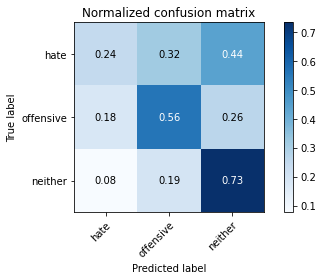 Normalized confusion matrix
True label
hate
0.24 0.32 0.44
offensive
0.18 0.56 0.26
neither
0.08 0.19 0.73
hate
offensive
neither
Predicted label
0.7
0.6
0.5
0.4
0.3
0.2
0.1